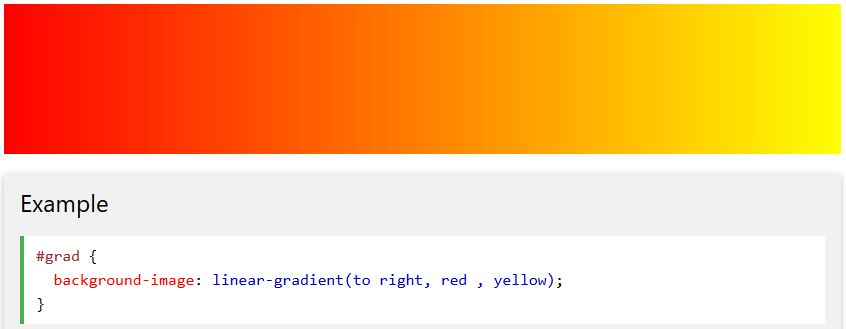 Example
#grad {
  background-image: linear-gradient(to right, red , yellow);
}